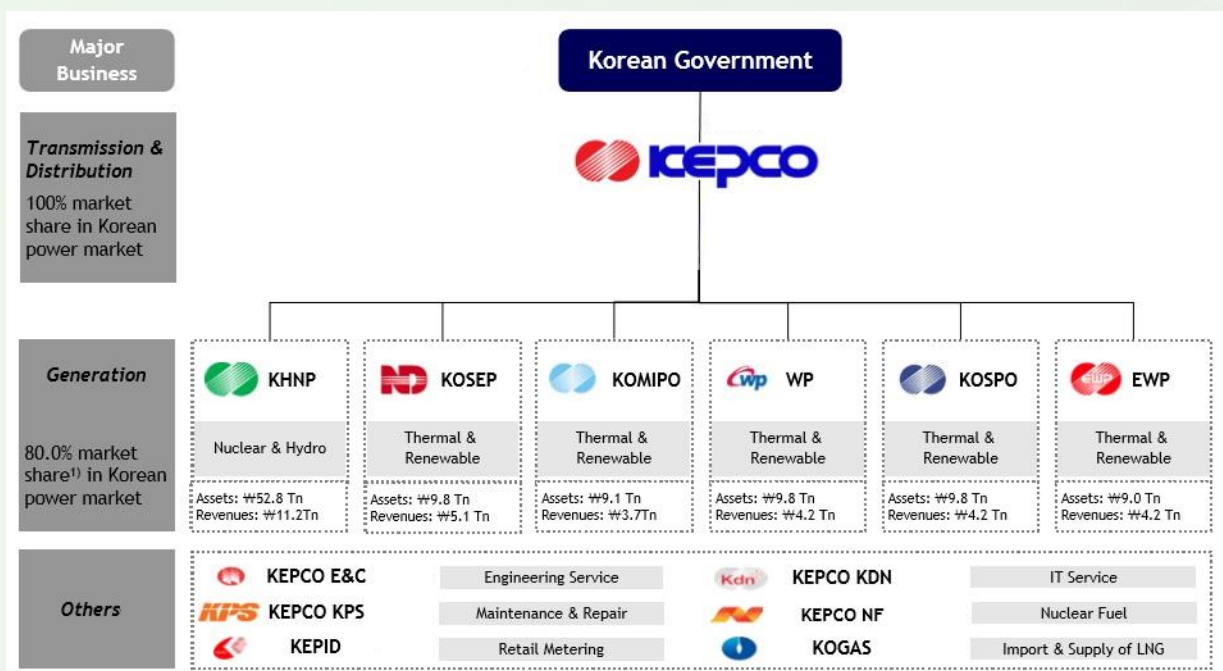 Major
Business
Korean Government
Transmission &
Distribution
100% market
share in Korean
power market
KEPCO
Generation
80.0% market
share¹⁾ in Korean
power market
KHNP
Nuclear & Hydro
Assets: ₩52.8 Tn
Revenues: ₩11.2Tn
KOSEP
Thermal &
Renewable
Assets: ₩9.8 Tn
Revenues: ₩5.1 Tn
KOMIPO
Thermal &
Renewable
Assets: ₩9.1 Tn
Revenues: ₩3.7Tn
wp WP
Thermal &
Renewable
Assets: ₩9.8 Tn
Revenues: ₩4.2 Tn
KOSPO
Thermal &
Renewable
Assets: ₩9.8 Tn
Revenues: ₩4.2 Tn
EWP EWP
Thermal &
Renewable
Assets: ₩9.0 Tn
Revenues: ₩4.2 Tn
Others
KEPCO E&C Engineering Service
KPS KEPCO KPS Maintenance & Repair
KEPID Retail Metering
Kdn KEPCO KDN IT Service
KEPCO NF Nuclear Fuel
KOGAS Import & Supply of LNG